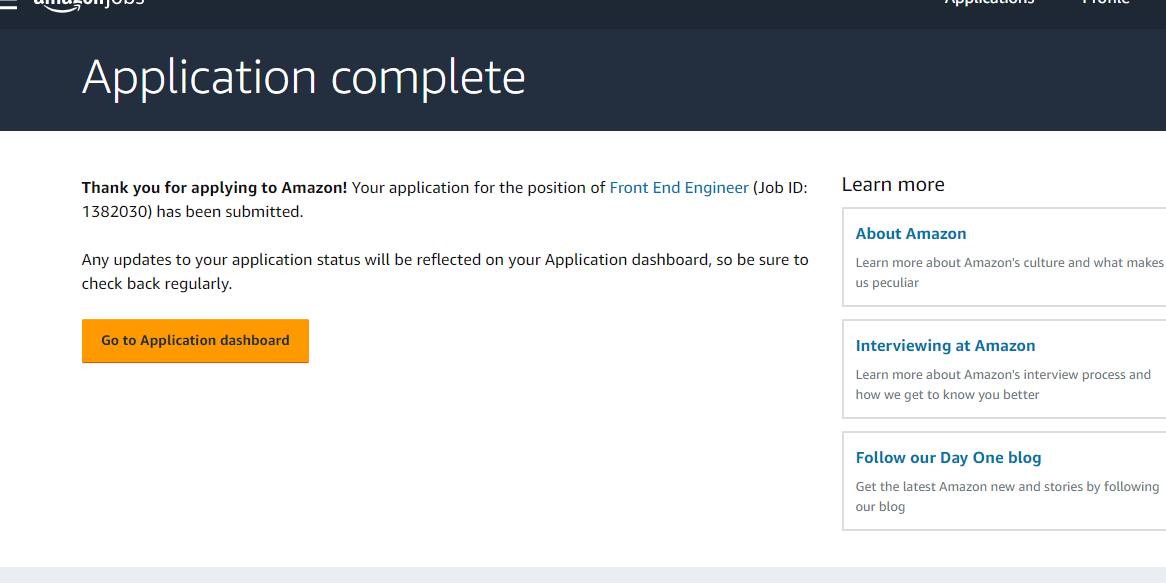 amazonjobs
Applications
Profile
Application complete
Thank you for applying to Amazon! Your application for the position of Front End Engineer (Job ID:
1382030) has been submitted.
Any updates to your application status will be reflected on your Application dashboard, so be sure to
check back regularly.
Go to Application dashboard
Learn more
About Amazon
Learn more about Amazon's culture and what makes
us peculiar
Interviewing at Amazon
Learn more about Amazon's interview process and
how we get to know you better
Follow our Day One blog
Get the latest Amazon new and stories by following
our blog